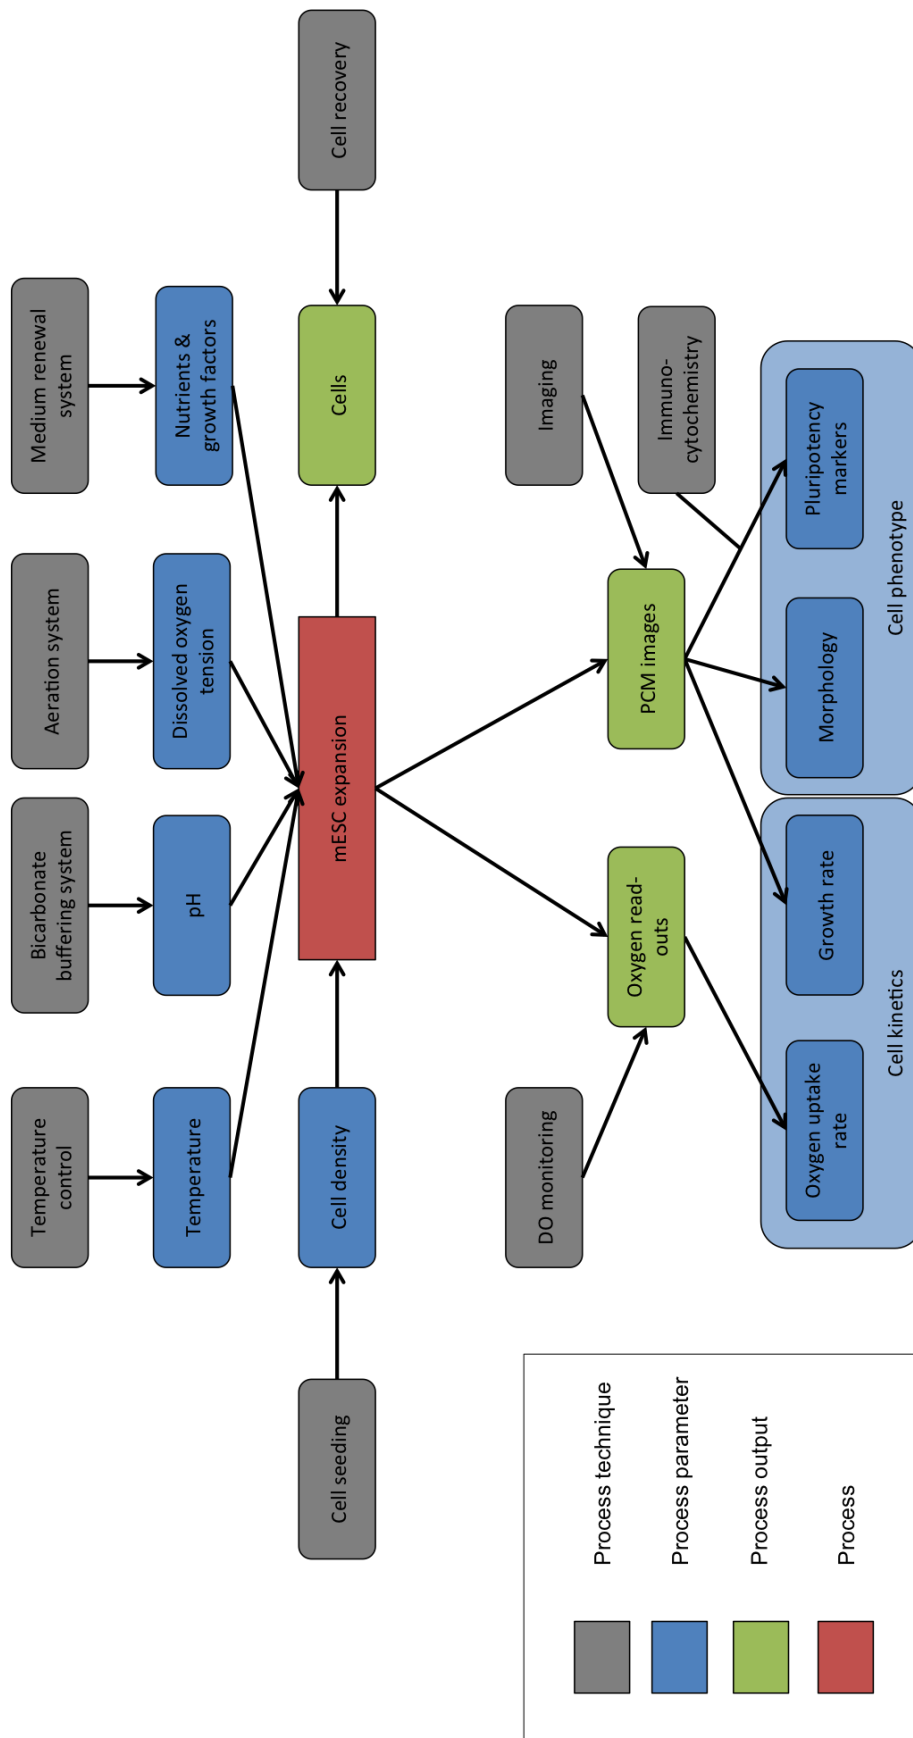 Temperature
control
Bicarbonate
buffering system
Aeration system
Medium renewal
system
Temperature
pH
Dissolved oxygen
tension
Nutrients &
growth factors
Cell seeding
Cell density
mESC expansion
Cells
Cell recovery
DO monitoring
Imaging
Oxygen read-
outs
PCM images
Immuno-
cytochemistry
Oxygen uptake
rate
Growth rate
Morphology
Pluripotency
markers
Cell kinetics
Cell phenotype
Process technique
Process parameter
Process output
Process